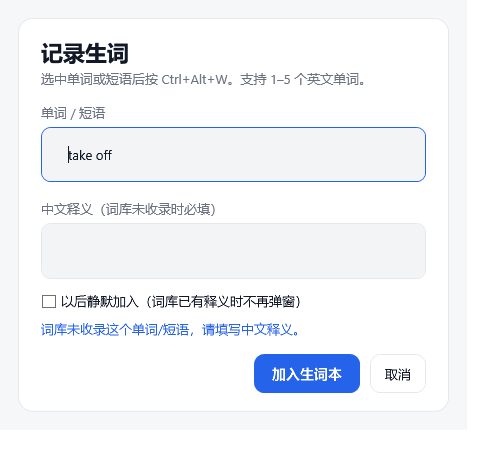 记录生词
选中单词或短语后按 Ctrl+Alt+W。支持 1–5 个英文单词。
单词 / 短语
take off
中文释义（词库未收录时必填）
以后静默加入（词库已有释义时不再弹窗）
词库未收录这个单词/短语，请填写中文释义。
加入生词本
取消